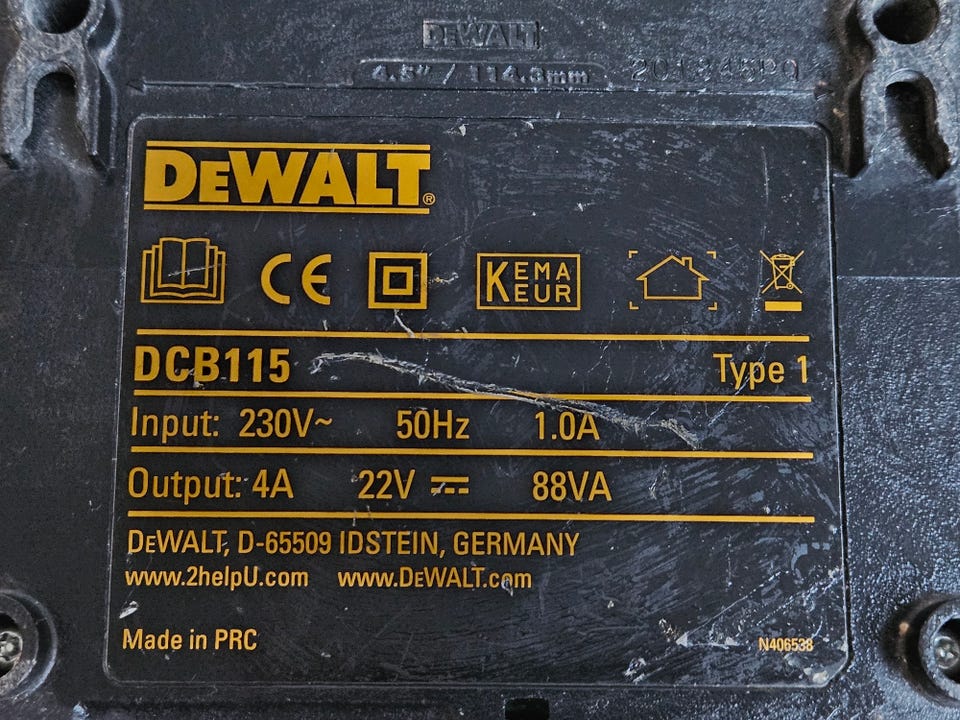 DEWALT
4.5" / 114.3mm
DEWALT®
CE
KEMA
KEUR
DCB115 Type 1
Input: 230V~ 50Hz 1.0A
Output: 4A 22V ⎓ 88VA
DEWALT, D-65509 IDSTEIN, GERMANY
www.2helpU.com www.DEWALT.com
Made in PRC N406538